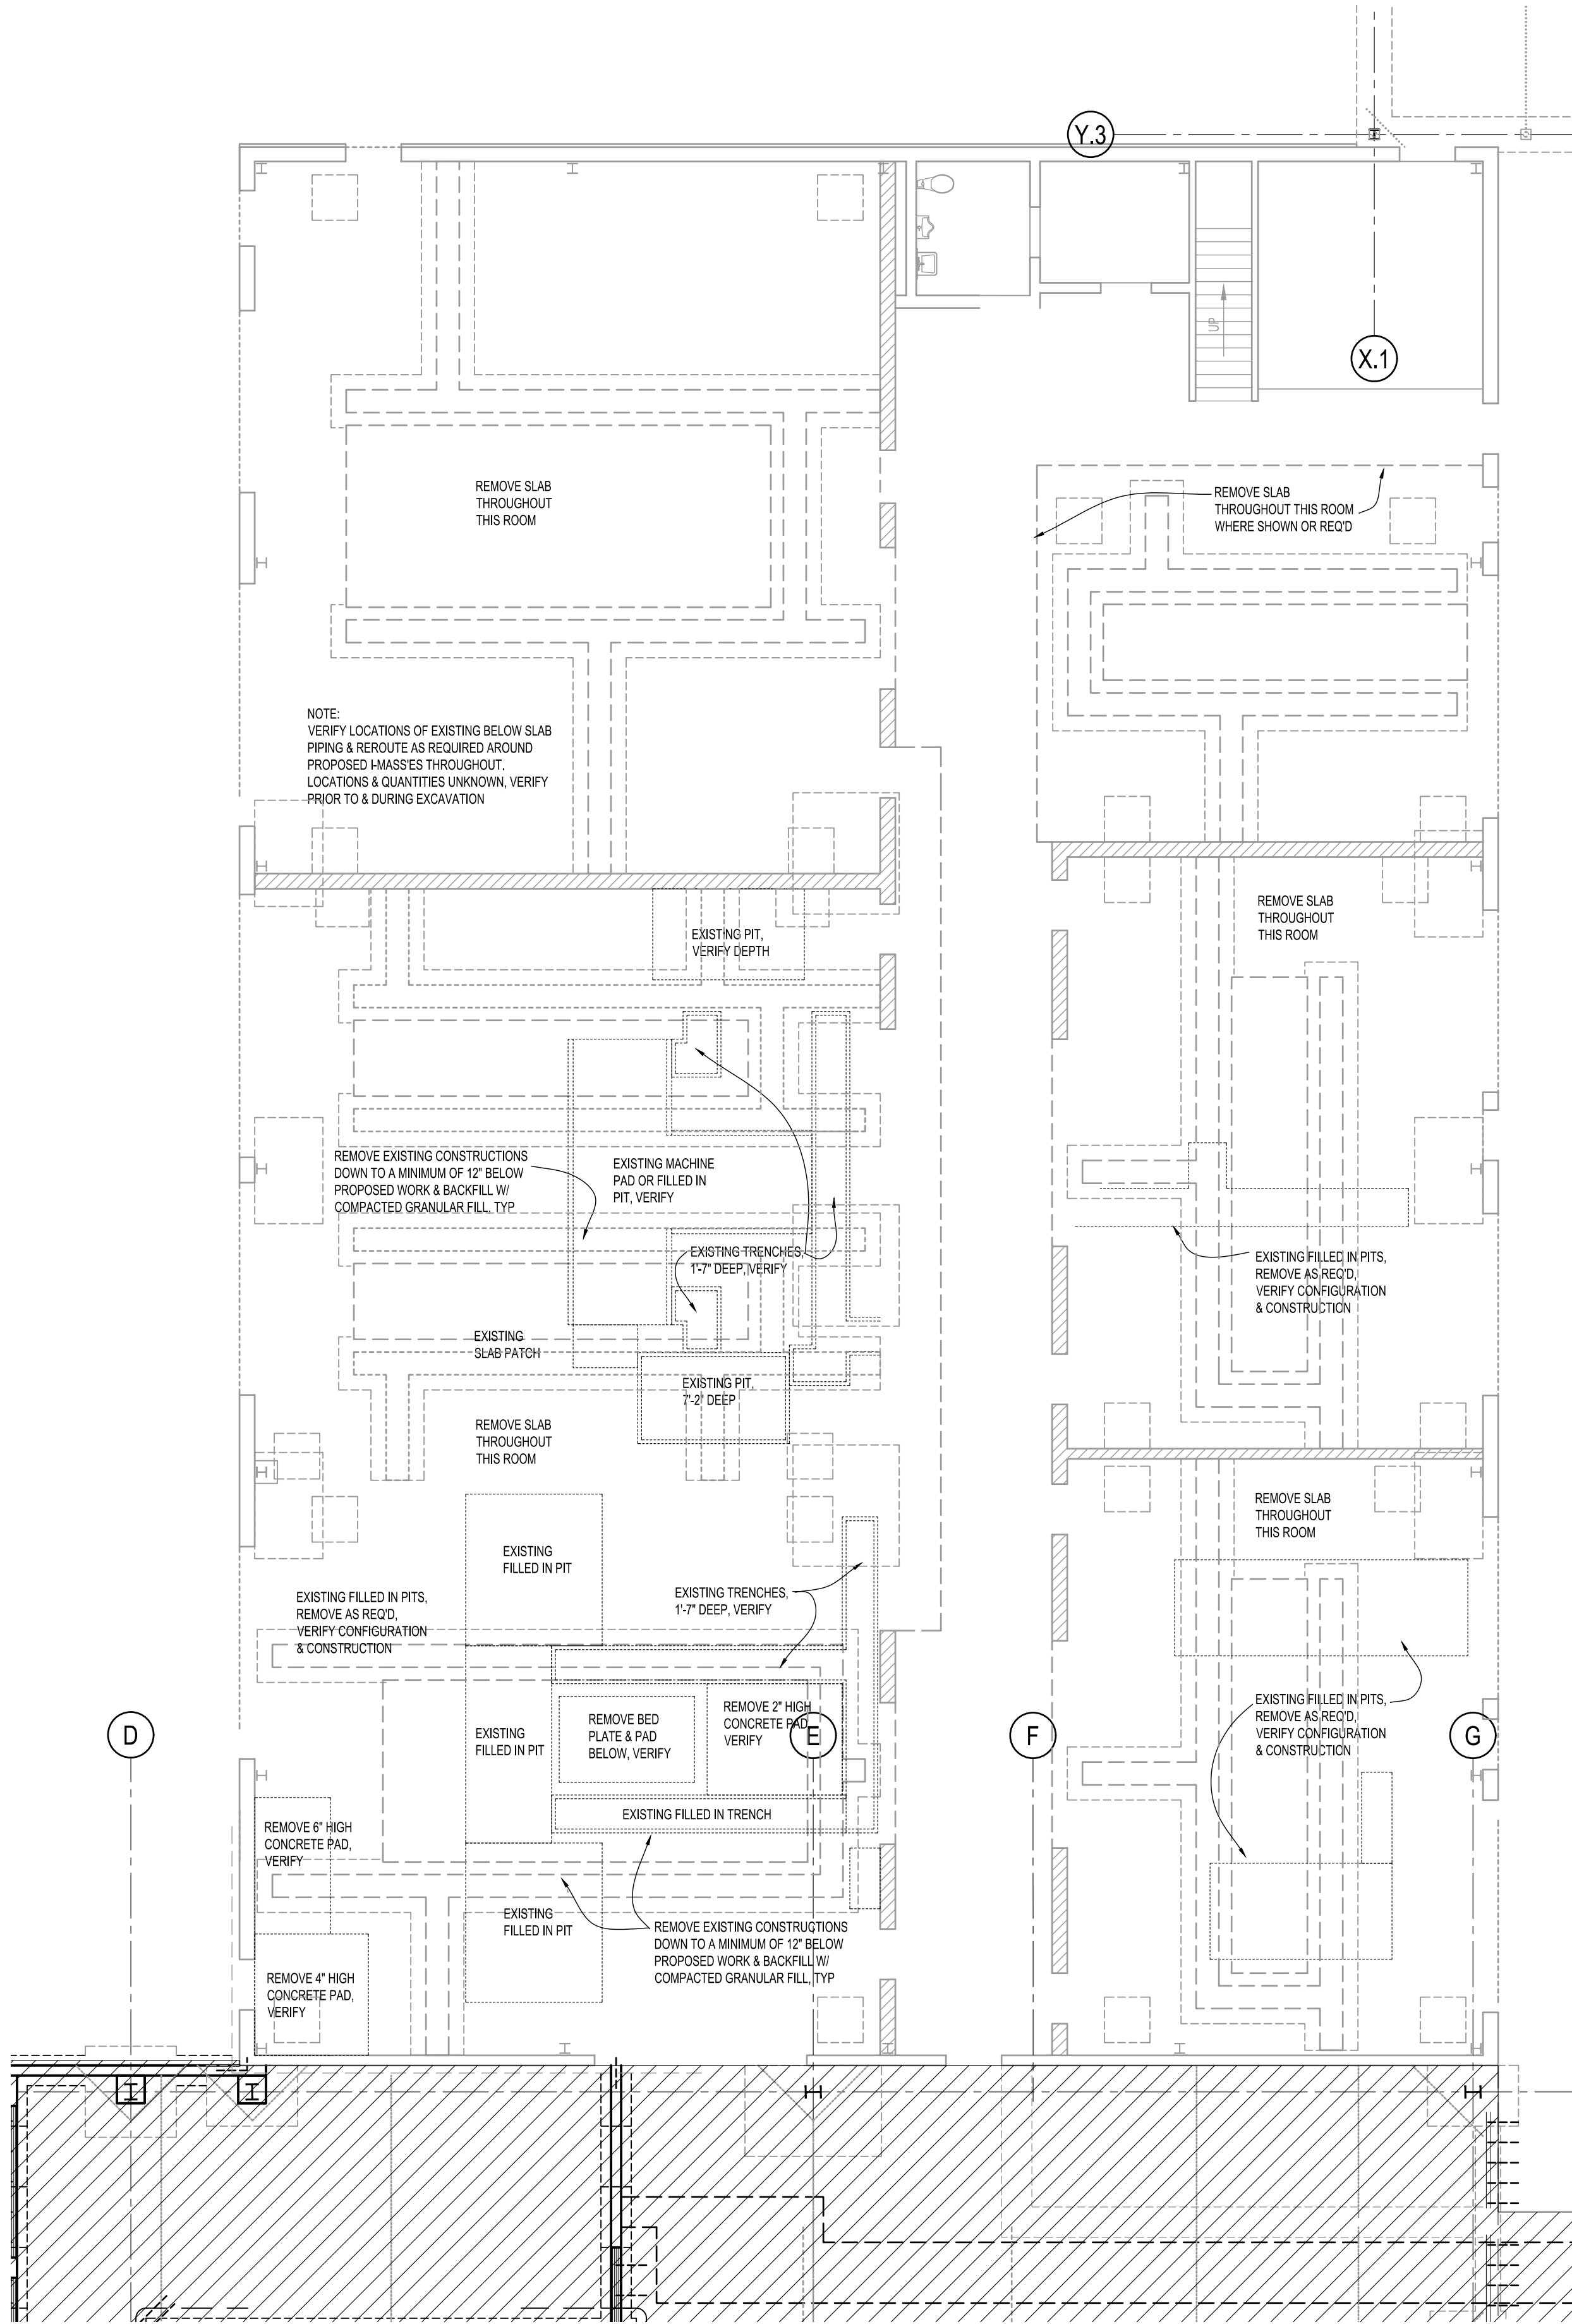 Y.3
UP
X.1
REMOVE SLAB
THROUGHOUT
THIS ROOM
REMOVE SLAB
THROUGHOUT THIS ROOM
WHERE SHOWN OR REQ'D
NOTE:
VERIFY LOCATIONS OF EXISTING BELOW SLAB
PIPING & REROUTE AS REQUIRED AROUND
PROPOSED I-MASS'ES THROUGHOUT.
LOCATIONS & QUANTITIES UNKNOWN, VERIFY
PRIOR TO & DURING EXCAVATION
REMOVE SLAB
THROUGHOUT
THIS ROOM
EXISTING PIT,
VERIFY DEPTH
REMOVE EXISTING CONSTRUCTIONS
DOWN TO A MINIMUM OF 12" BELOW
PROPOSED WORK & BACKFILL W/
COMPACTED GRANULAR FILL, TYP
EXISTING MACHINE
PAD OR FILLED IN
PIT, VERIFY
EXISTING TRENCHES,
1'-7" DEEP, VERIFY
EXISTING FILLED IN PITS,
REMOVE AS REQ'D,
VERIFY CONFIGURATION
& CONSTRUCTION
EXISTING
SLAB PATCH
EXISTING PIT,
7'-2" DEEP
REMOVE SLAB
THROUGHOUT
THIS ROOM
REMOVE SLAB
THROUGHOUT
THIS ROOM
EXISTING
FILLED IN PIT
EXISTING FILLED IN PITS,
REMOVE AS REQ'D,
VERIFY CONFIGURATION
& CONSTRUCTION
EXISTING TRENCHES,
1'-7" DEEP, VERIFY
EXISTING FILLED IN PITS,
REMOVE AS REQ'D,
VERIFY CONFIGURATION
& CONSTRUCTION
D
EXISTING
FILLED IN PIT
REMOVE BED
PLATE & PAD
BELOW, VERIFY
REMOVE 2" HIGH
CONCRETE PAD,
VERIFY
E
F
G
EXISTING FILLED IN TRENCH
REMOVE 6" HIGH
CONCRETE PAD,
VERIFY
EXISTING
FILLED IN PIT
REMOVE EXISTING CONSTRUCTIONS
DOWN TO A MINIMUM OF 12" BELOW
PROPOSED WORK & BACKFILL W/
COMPACTED GRANULAR FILL, TYP
REMOVE 4" HIGH
CONCRETE PAD,
VERIFY